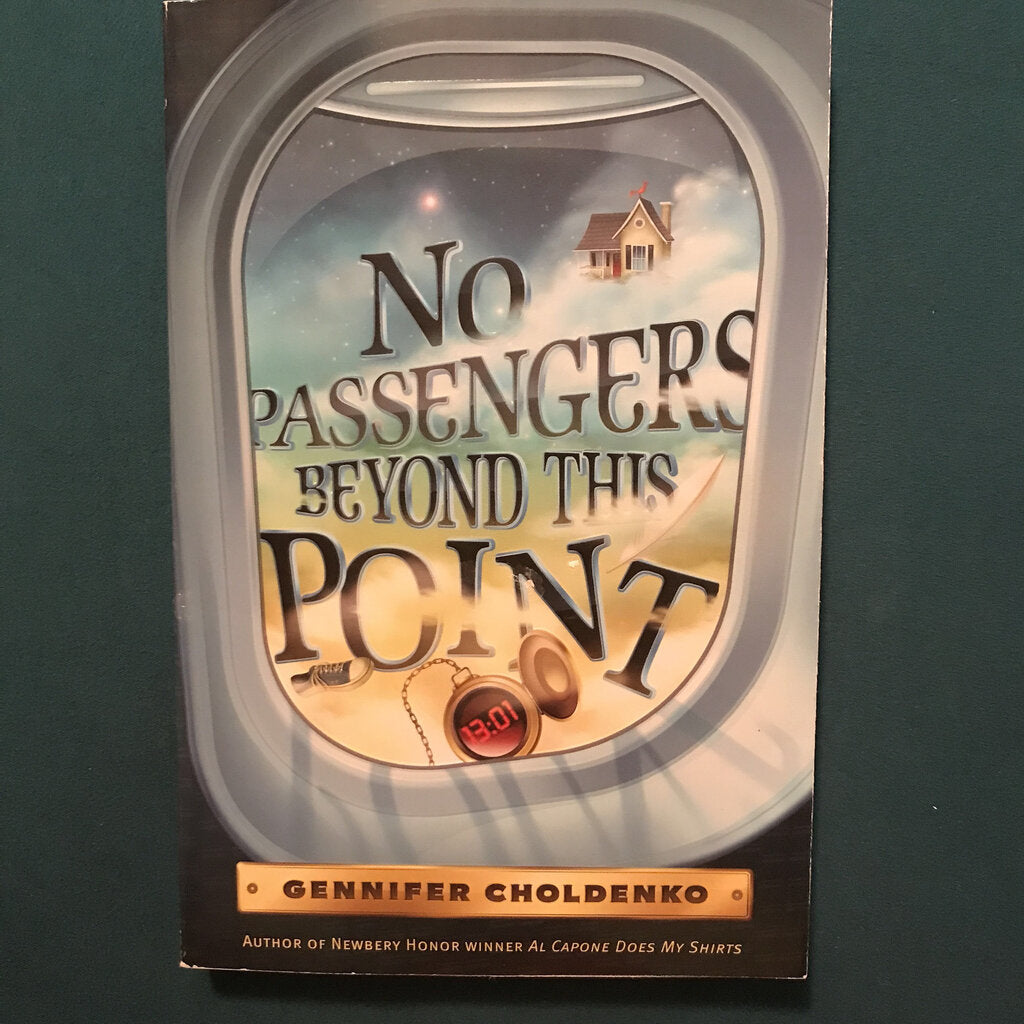 NO
PASSENGERS
BEYOND THIS
POINT
13:01
GENNIFER CHOLDENKO
AUTHOR OF NEWBERY HONOR WINNER AL CAPONE DOES MY SHIRTS